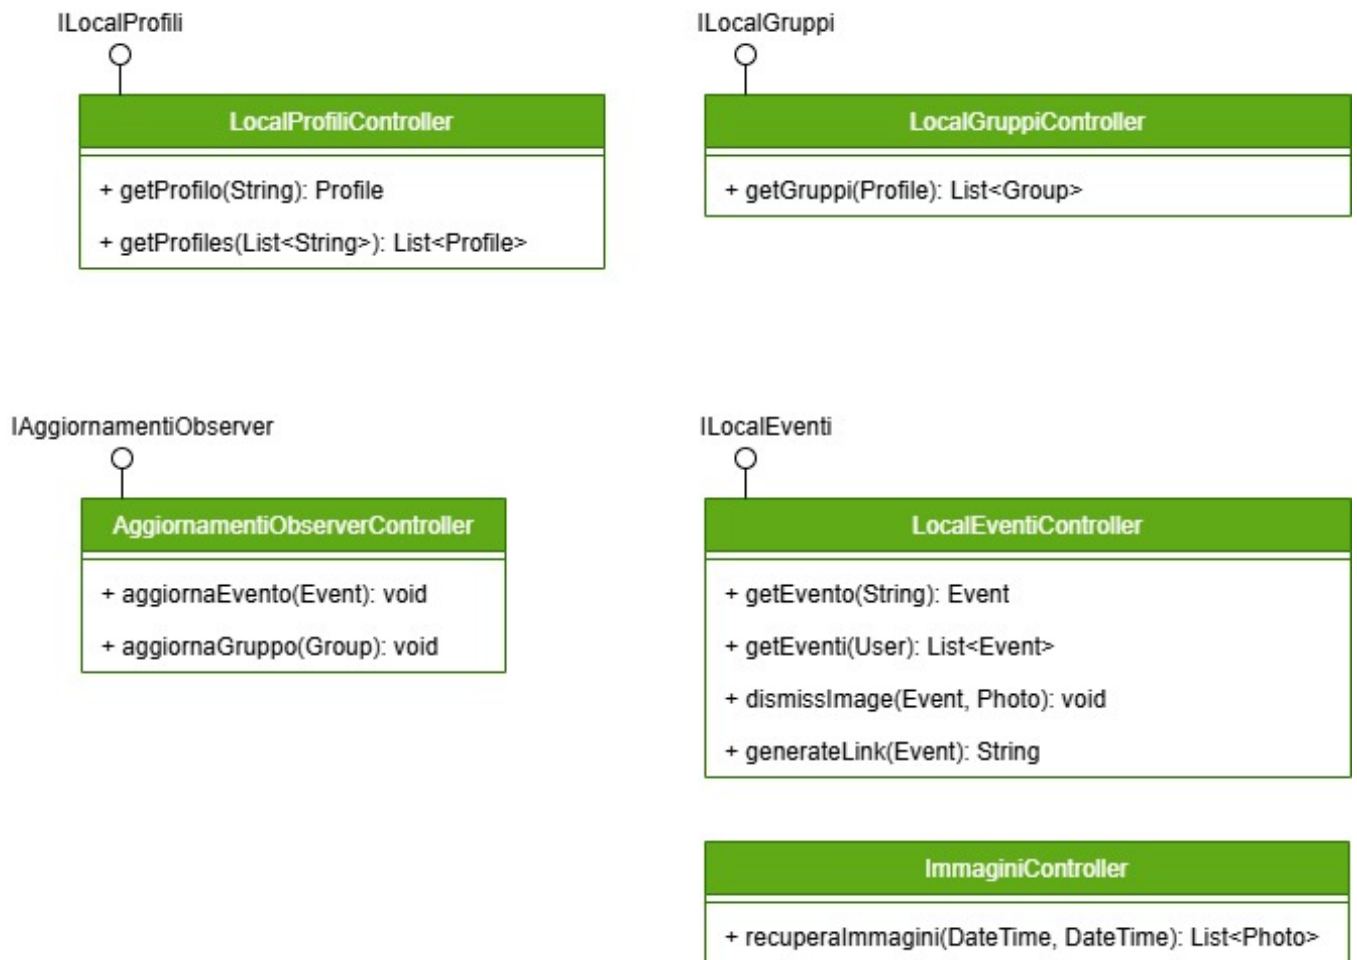 ILocalProfili
LocalProfiliController
+ getProfilo(String): Profile
+ getProfiles(List<String>): List<Profile>
ILocalGruppi
LocalGruppiController
+ getGruppi(Profile): List<Group>
IAggiornamentiObserver
AggiornamentiObserverController
+ aggiornaEvento(Event): void
+ aggiornaGruppo(Group): void
ILocalEventi
LocalEventiController
+ getEvento(String): Event
+ getEventi(User): List<Event>
+ dismissImage(Event, Photo): void
+ generateLink(Event): String
ImmaginiController
+ recuperaImmagini(DateTime, DateTime): List<Photo>